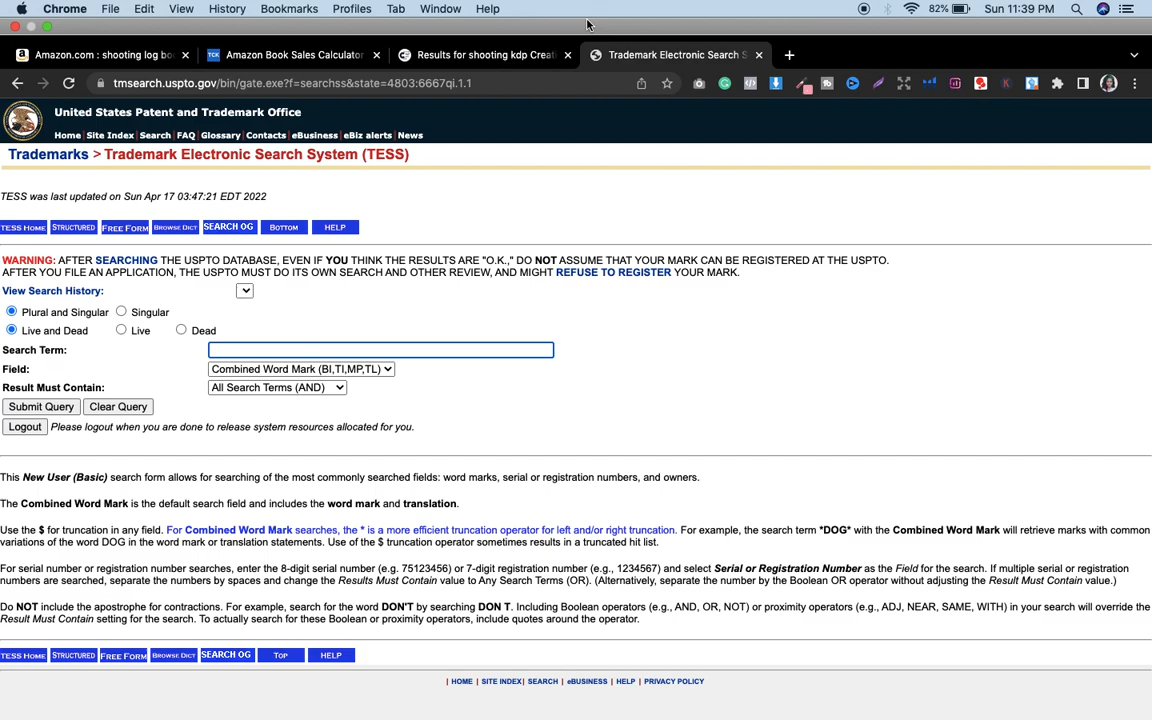 Chrome File Edit View History Bookmarks Profiles Tab Window Help 82% Sun 11:39 PM
Amazon.com : shooting log bo Amazon Book Sales Calculator Results for shooting kdp Creati Trademark Electronic Search S
tmsearch.uspto.gov/bin/gate.exe?f=searchss&state=4803:6667qi.1.1
United States Patent and Trademark Office
Home | Site Index | Search | FAQ | Glossary | Contacts | eBusiness | eBiz alerts | News
Trademarks > Trademark Electronic Search System (TESS)
TESS was last updated on Sun Apr 17 03:47:21 EDT 2022
TESS HOME STRUCTURED FREE FORM BROWSE DICT SEARCH OG BOTTOM HELP
WARNING: AFTER SEARCHING THE USPTO DATABASE, EVEN IF YOU THINK THE RESULTS ARE "O.K.," DO NOT ASSUME THAT YOUR MARK CAN BE REGISTERED AT THE USPTO.
AFTER YOU FILE AN APPLICATION, THE USPTO MUST DO ITS OWN SEARCH AND OTHER REVIEW, AND MIGHT REFUSE TO REGISTER YOUR MARK.
View Search History:
Plural and Singular Singular
Live and Dead Live Dead
Search Term:
Field: Combined Word Mark (BI,TI,MP,TL)
Result Must Contain: All Search Terms (AND)
Submit Query Clear Query
Logout Please logout when you are done to release system resources allocated for you.
This New User (Basic) search form allows for searching of the most commonly searched fields: word marks, serial or registration numbers, and owners.
The Combined Word Mark is the default search field and includes the word mark and translation.
Use the $ for truncation in any field. For Combined Word Mark searches, the * is a more efficient truncation operator for left and/or right truncation. For example, the search term *DOG* with the Combined Word Mark will retrieve marks with common
variations of the word DOG in the word mark or translation statements. Use of the $ truncation operator sometimes results in a truncated hit list.
For serial number or registration number searches, enter the 8-digit serial number (e.g. 75123456) or 7-digit registration number (e.g., 1234567) and select Serial or Registration Number as the Field for the search. If multiple serial or registration
numbers are searched, separate the numbers by spaces and change the Results Must Contain value to Any Search Terms (OR). (Alternatively, separate the number by the Boolean OR operator without adjusting the Result Must Contain value.)
Do NOT include the apostrophe for contractions. For example, search for the word DON'T by searching DON T. Including Boolean operators (e.g., AND, OR, NOT) or proximity operators (e.g., ADJ, NEAR, SAME, WITH) in your search will override the
Result Must Contain setting for the search. To actually search for these Boolean or proximity operators, include quotes around the operator.
TESS HOME STRUCTURED FREE FORM BROWSE DICT SEARCH OG TOP HELP
| HOME | SITE INDEX| SEARCH | eBUSINESS | HELP | PRIVACY POLICY